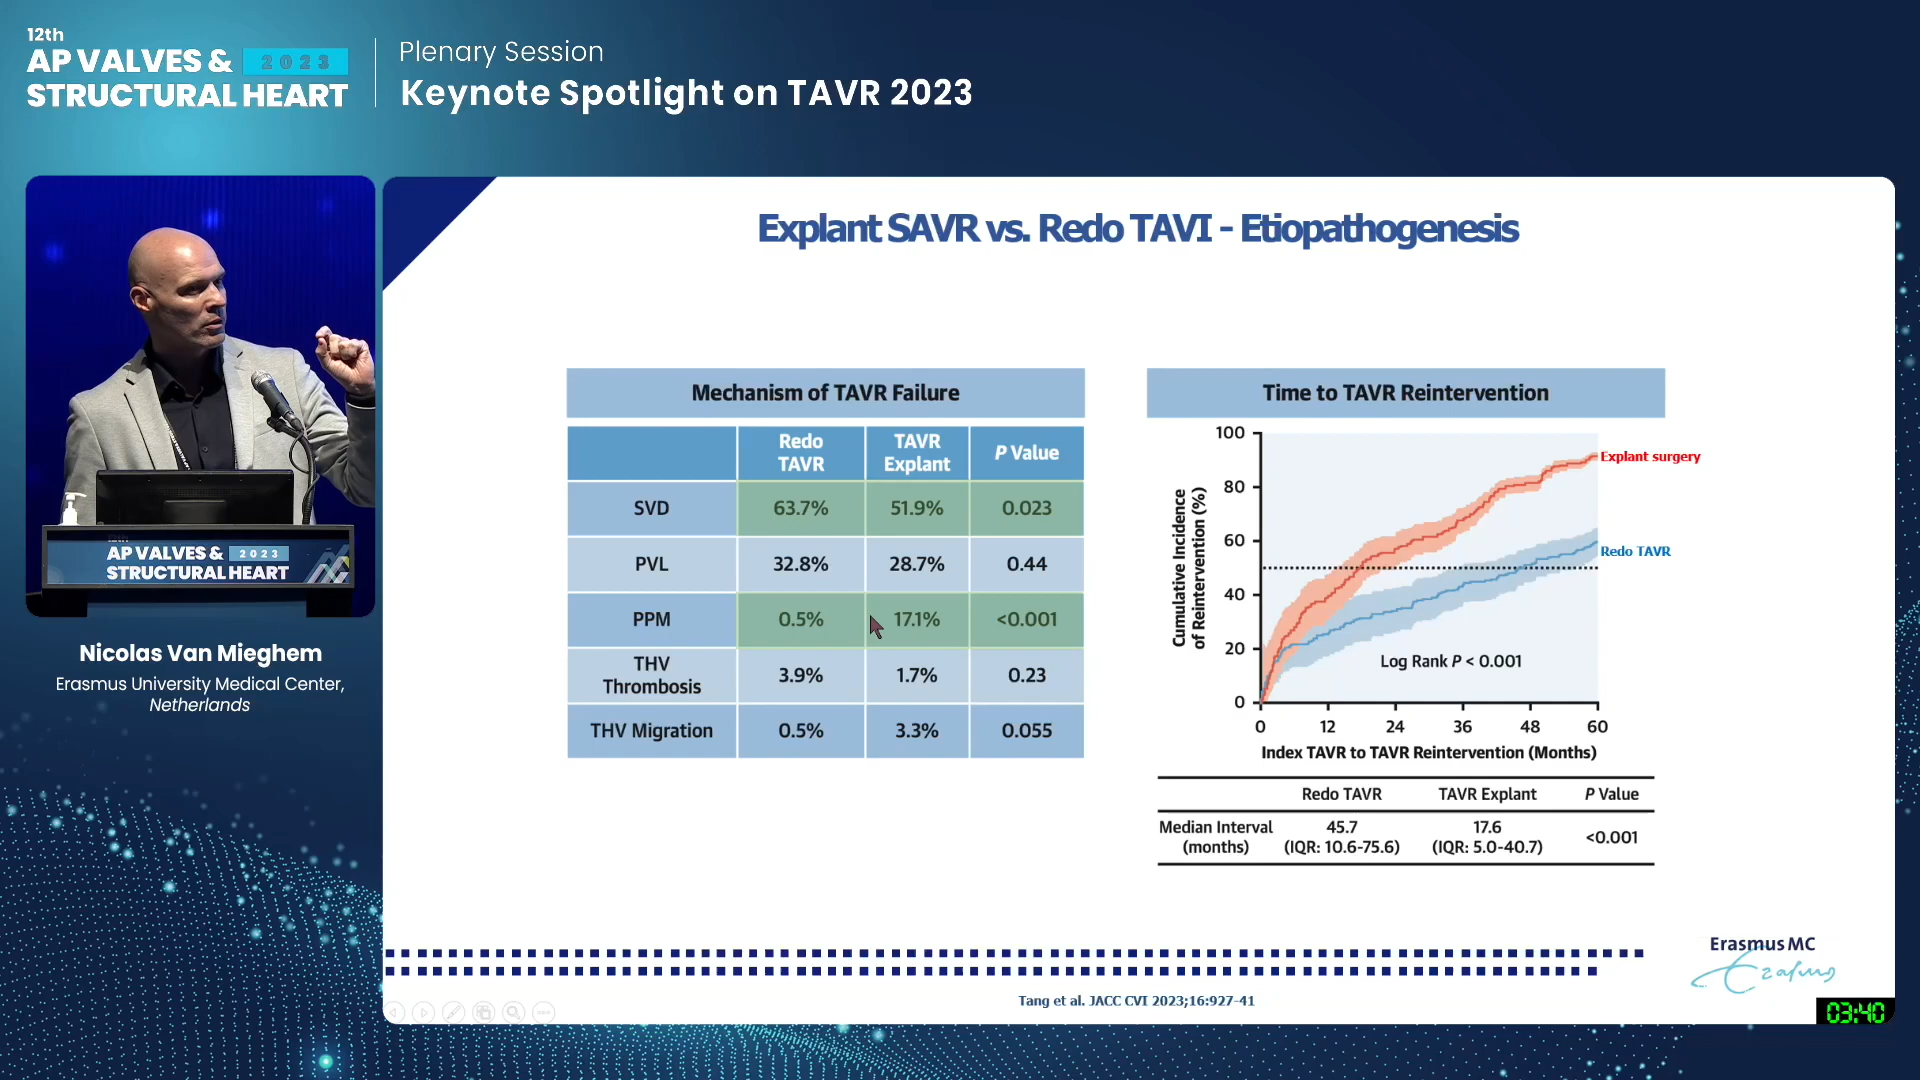 12th
AP VALVES & 2023
STRUCTURAL HEART
Plenary Session
Keynote Spotlight on TAVR 2023
12th
AP VALVES & 2023
STRUCTURAL HEART
Nicolas Van Mieghem
Erasmus University Medical Center,
Netherlands
Explant SAVR vs. Redo TAVI - Etiopathogenesis
Mechanism of TAVR Failure
Redo TAVR TAVR Explant P Value
SVD 63.7% 51.9% 0.023
PVL 32.8% 28.7% 0.44
PPM 0.5% 17.1% <0.001
THV Thrombosis 3.9% 1.7% 0.23
THV Migration 0.5% 3.3% 0.055
Time to TAVR Reintervention
Cumulative Incidence
of Reintervention (%)
100
80
60
40
20
0
Explant surgery
Redo TAVR
Log Rank P < 0.001
0 12 24 36 48 60
Index TAVR to TAVR Reintervention (Months)
Redo TAVR TAVR Explant P Value
Median Interval (months) 45.7 (IQR: 10.6-75.6) 17.6 (IQR: 5.0-40.7) <0.001
Erasmus MC
Erasmus
Tang et al. JACC CVI 2023;16:927-41
03:40